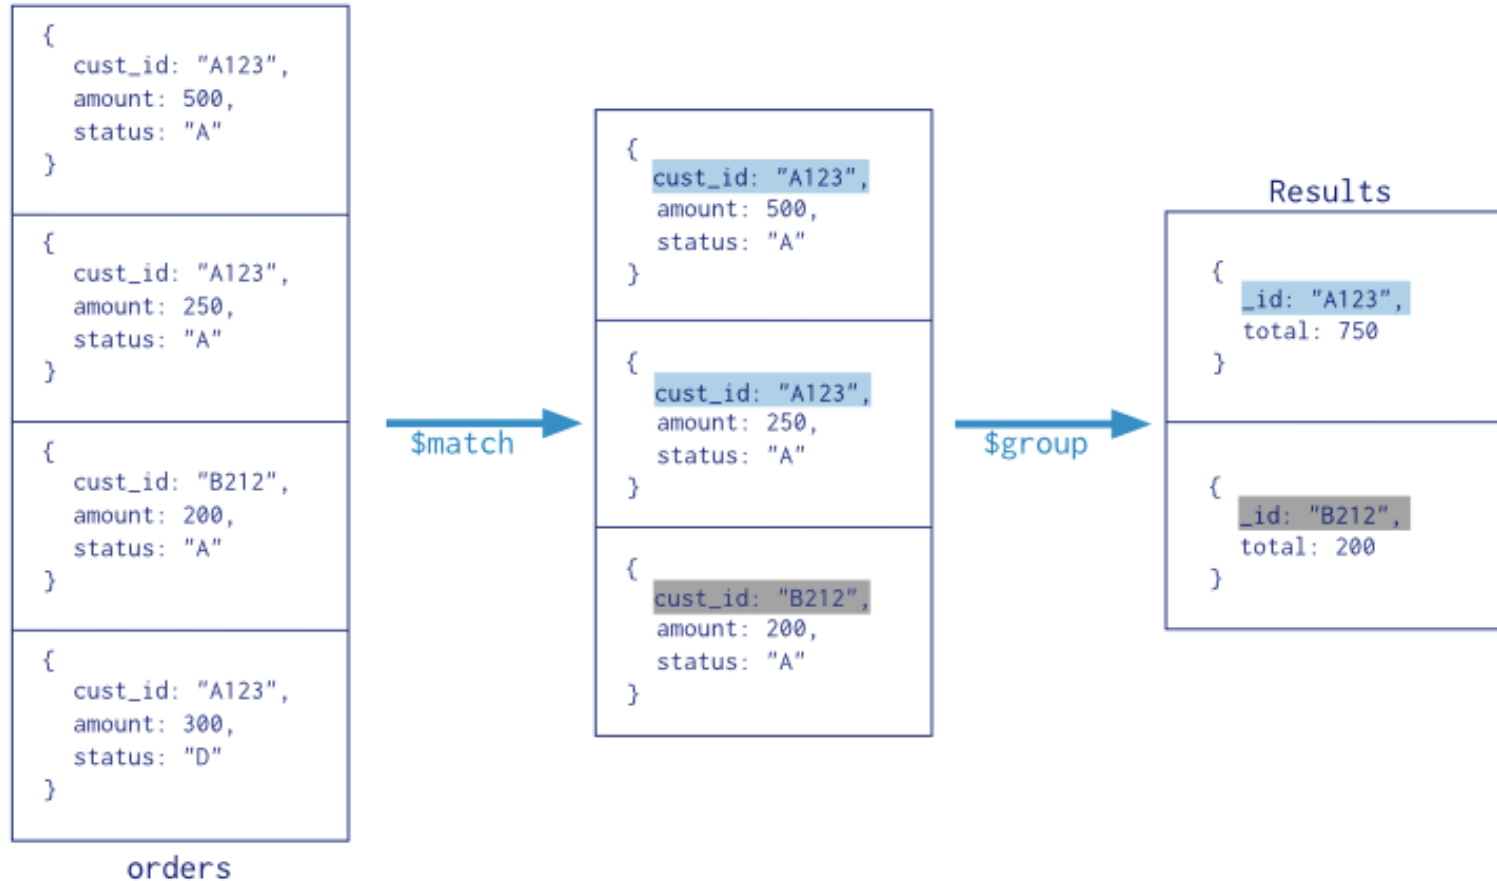 {
cust_id: "A123",
amount: 500,
status: "A"
}
{
cust_id: "A123",
amount: 250,
status: "A"
}
{
cust_id: "B212",
amount: 200,
status: "A"
}
{
cust_id: "A123",
amount: 300,
status: "D"
}
orders
$match
{
cust_id: "A123",
amount: 500,
status: "A"
}
{
cust_id: "A123",
amount: 250,
status: "A"
}
{
cust_id: "B212",
amount: 200,
status: "A"
}
$group
Results
{
_id: "A123",
total: 750
}
{
_id: "B212",
total: 200
}